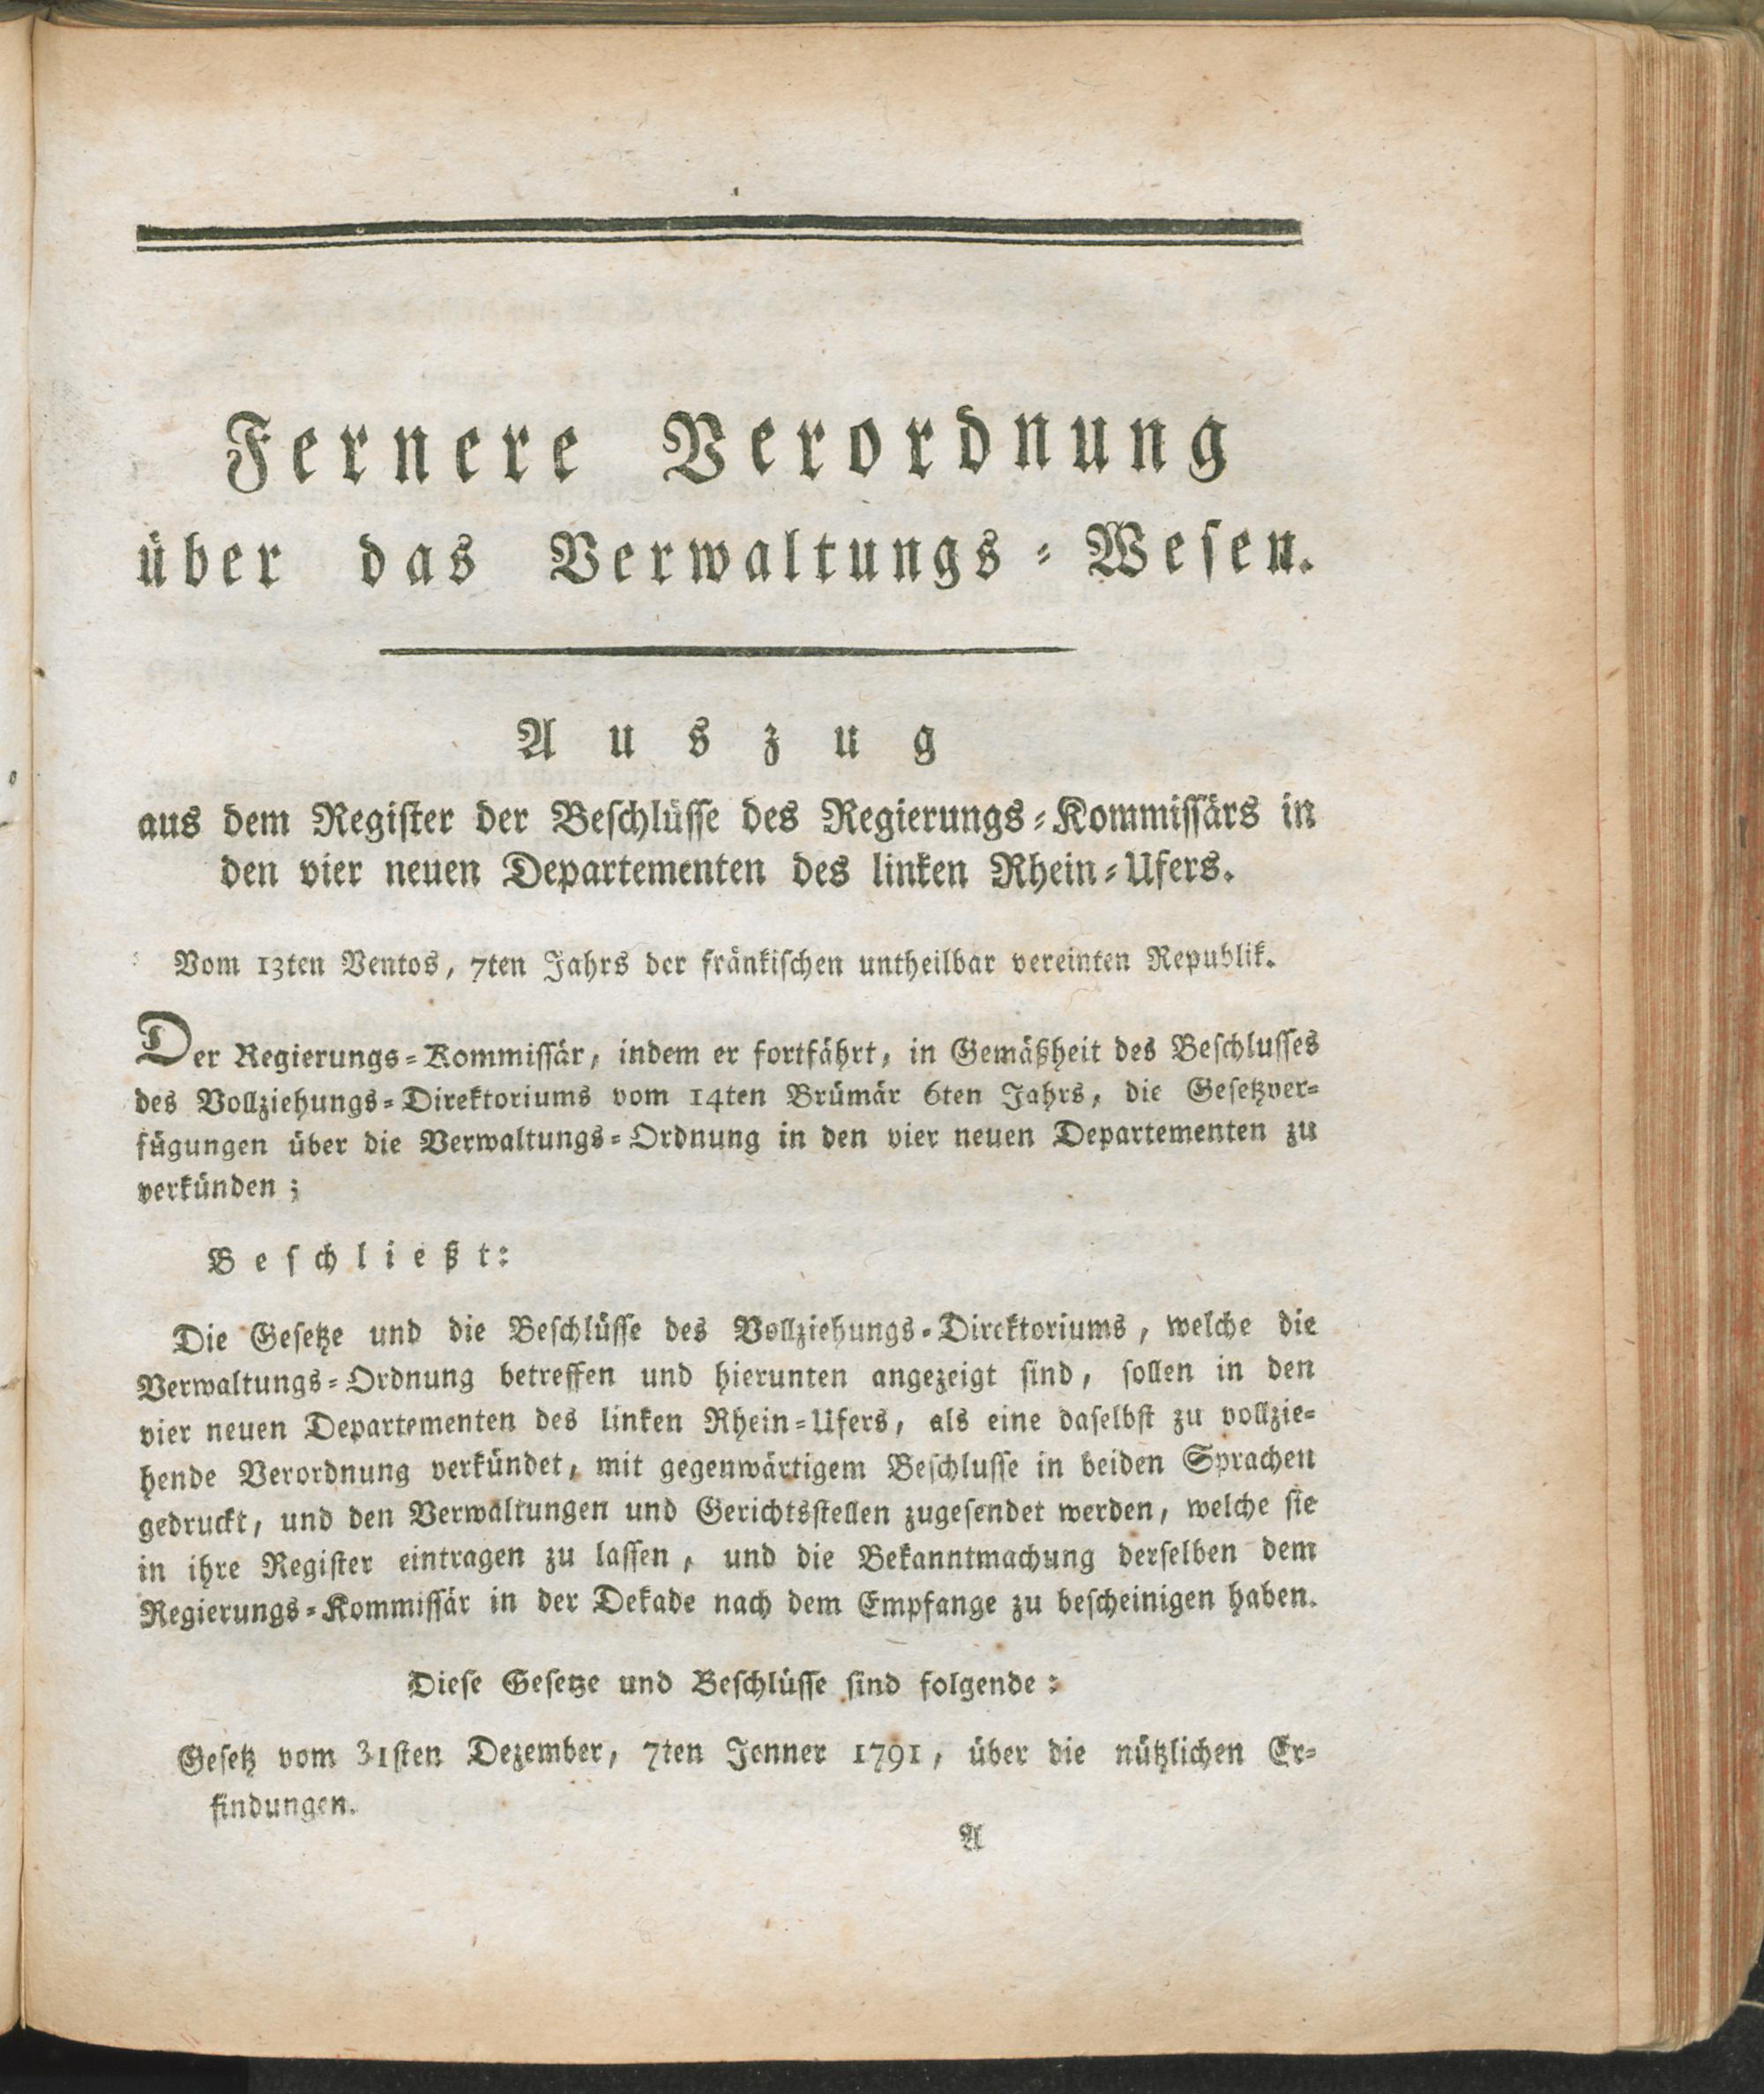 Fernere Verordnung
über das Verwaltungs-Wesen.
Auszug
aus dem Register der Beschlüsse des Regierungs-Kommissärs in
den vier neuen Departementen des linken Rhein-Ufers.
Vom 13ten Ventos, 7ten Jahrs der fränkischen untheilbar vereinten Republik.
Der Regierungs-Kommissär, indem er fortfährt, in Gemäßheit des Beschlusses
des Vollziehungs-Direktoriums vom 14ten Brümär 6ten Jahrs, die Gesetzver-
fügungen über die Verwaltungs-Ordnung in den vier neuen Departementen zu
verkünden;
Beschließt:
Die Gesetze und die Beschlüsse des Vollziehungs-Direktoriums, welche die
Verwaltungs-Ordnung betreffen und hierunten angezeigt sind, sollen in den
vier neuen Departementen des linken Rhein-Ufers, als eine daselbst zu vollzie-
hende Verordnung verkündet, mit gegenwärtigem Beschlusse in beiden Sprachen
gedruckt, und den Verwaltungen und Gerichtsstellen zugesendet werden, welche sie
in ihre Register eintragen zu lassen, und die Bekanntmachung derselben dem
Regierungs-Kommissär in der Dekade nach dem Empfange zu bescheinigen haben.
Diese Gesetze und Beschlüsse sind folgende:
Gesetz vom 31sten Dezember, 7ten Jenner 1791, über die nützlichen Er-
findungen.
A